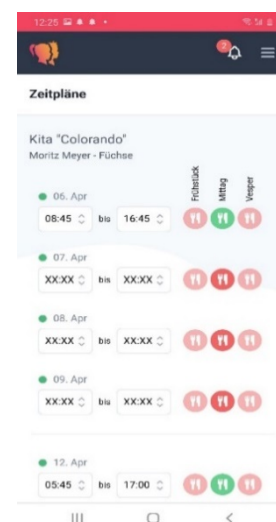 12:25
2
Zeitpläne
Kita "Colorando"
Moritz Meyer - Füchse
Frühstück
Mittag
Vesper
06. Apr
08:45 bis 16:45
07. Apr
XX:XX bis XX:XX
08. Apr
XX:XX bis XX:XX
09. Apr
XX:XX bis XX:XX
12. Apr
05:45 bis 17:00